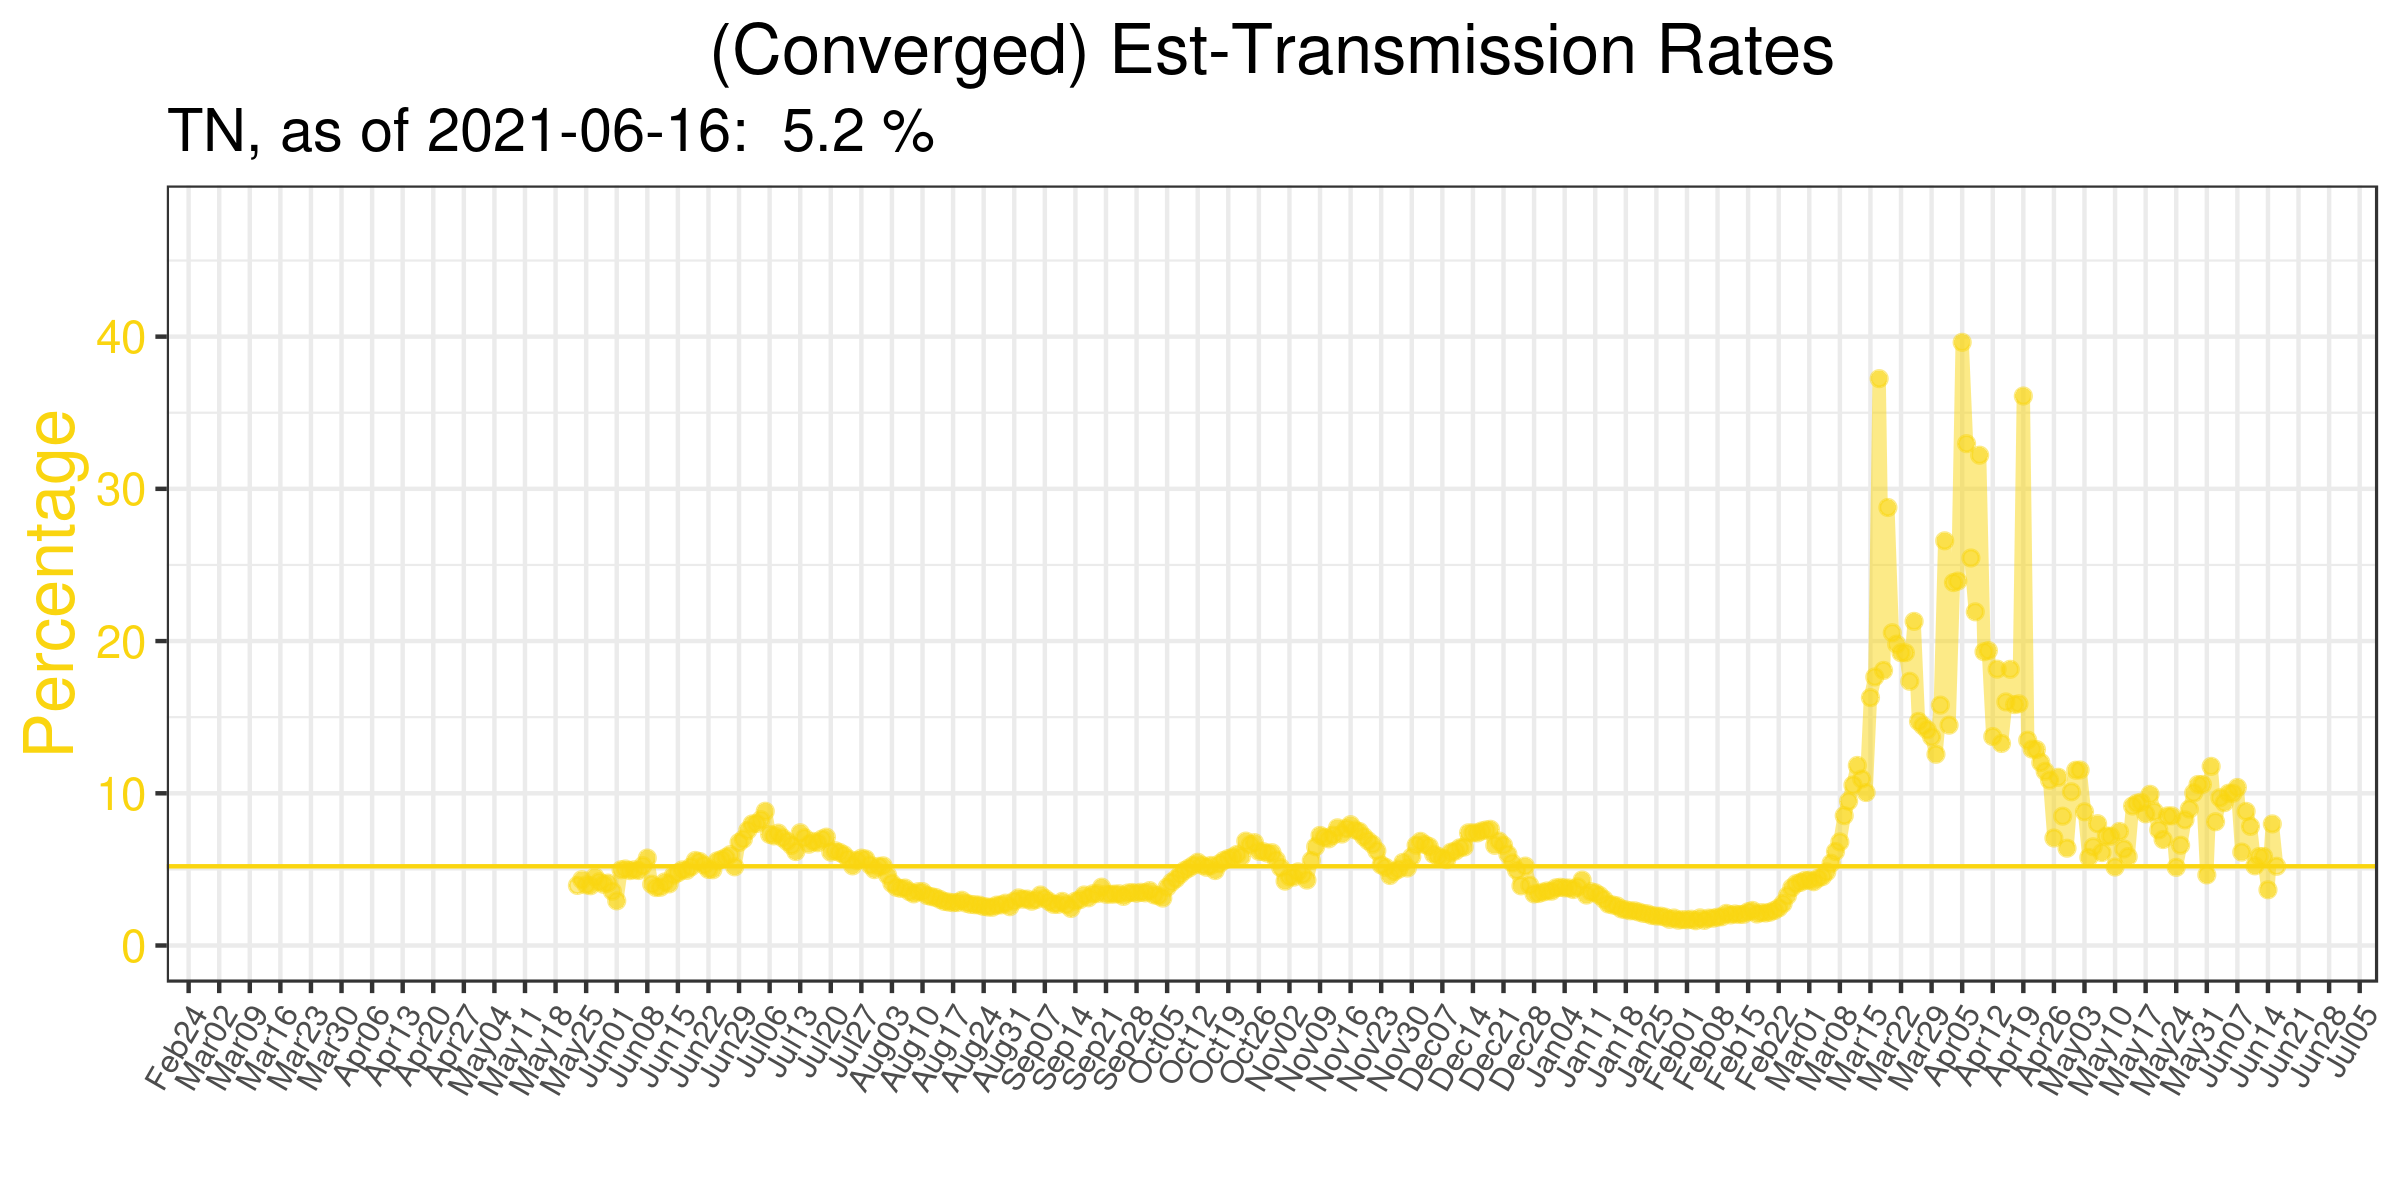 (Converged) Est-Transmission Rates
TN, as of 2021-06-16:  5.2 %
Percentage
40
30
20
10
0
Feb24
Mar02
Mar09
Mar16
Mar23
Mar30
Apr06
Apr13
Apr20
Apr27
May04
May11
May18
May25
Jun01
Jun08
Jun15
Jun22
Jun29
Jul06
Jul13
Jul20
Jul27
Aug03
Aug10
Aug17
Aug24
Aug31
Sep07
Sep14
Sep21
Sep28
Oct05
Oct12
Oct19
Oct26
Nov02
Nov09
Nov16
Nov23
Nov30
Dec07
Dec14
Dec21
Dec28
Jan04
Jan11
Jan18
Jan25
Feb01
Feb08
Feb15
Feb22
Mar01
Mar08
Mar15
Mar22
Mar29
Apr05
Apr12
Apr19
Apr26
May03
May10
May17
May24
May31
Jun07
Jun14
Jun21
Jun28
Jul05